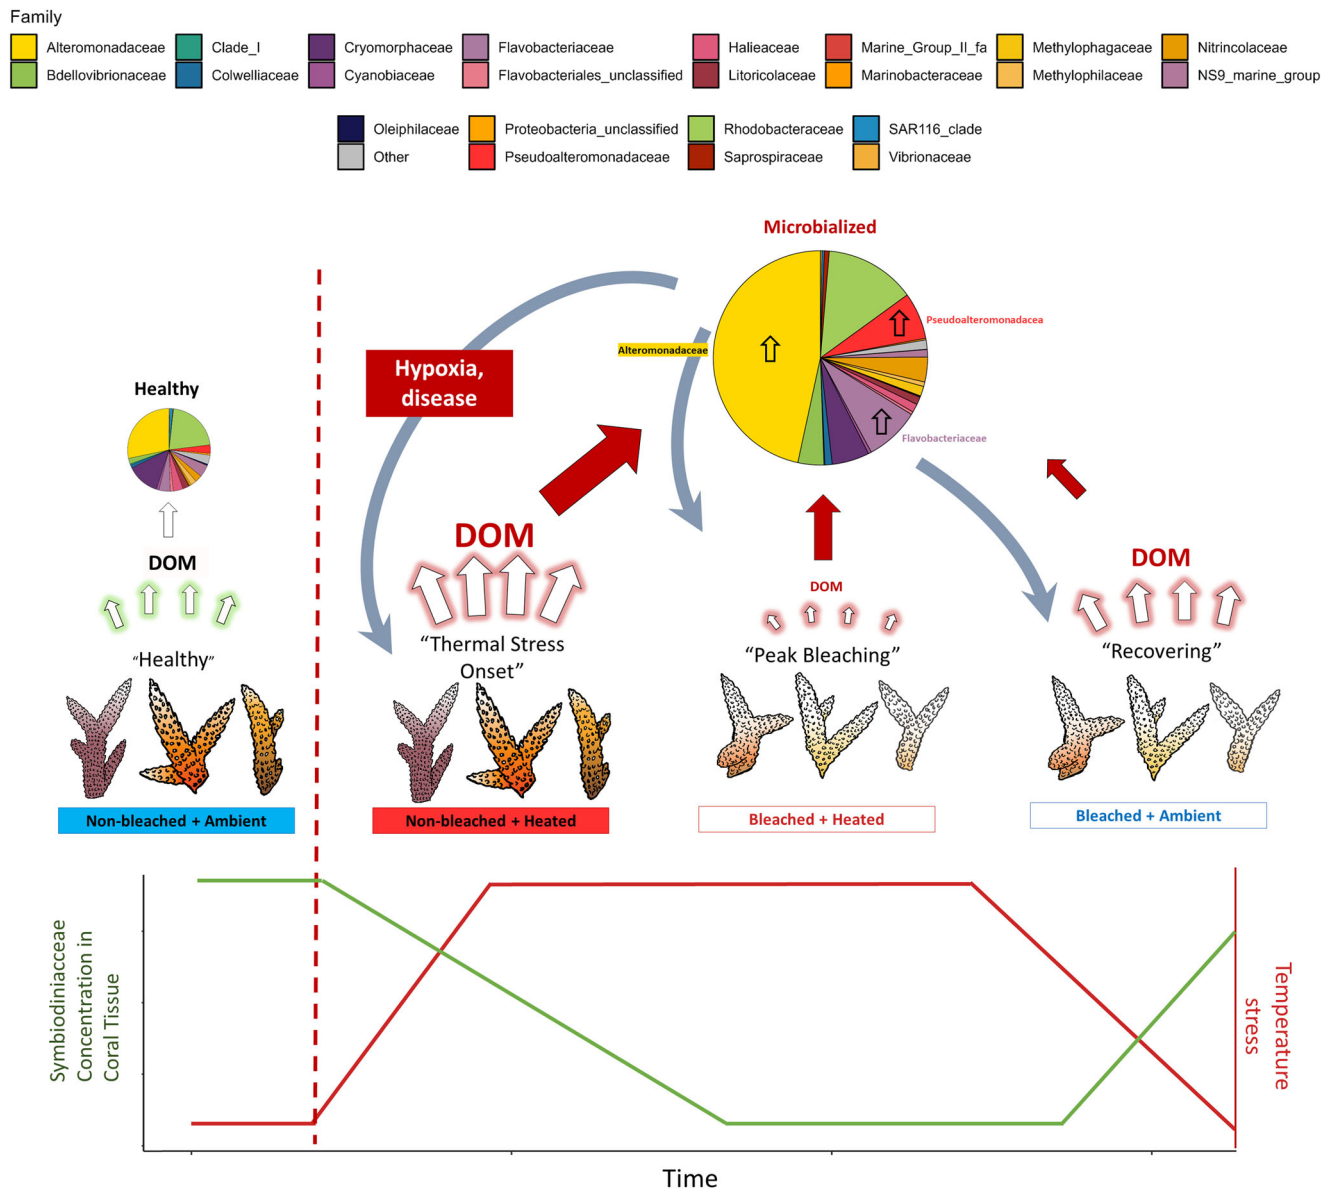 Family
Alteromonadaceae Clade_I Cryomorphaceae Flavobacteriaceae Halieaceae Marine_Group_II_fa Methylophagaceae Nitrincolaceae
Bdellovibrionaceae Colwelliaceae Cyanobiaceae Flavobacteriales_unclassified Litoricolaceae Marinobacteraceae Methylophilaceae NS9_marine_group
Oleiphilaceae Proteobacteria_unclassified Rhodobacteraceae SAR116_clade
Other Pseudoalteromonadaceae Saprospiraceae Vibrionaceae
Microbialized
Pseudoalteromonadacea
Alteromonadaceae
Flavobacteriaceae
Hypoxia,
disease
Healthy
DOM
DOM
DOM
DOM
“Healthy”
“Thermal Stress
Onset”
“Peak Bleaching”
“Recovering”
Non-bleached + Ambient
Non-bleached + Heated
Bleached + Heated
Bleached + Ambient
Symbiodiniacceae
Concentration in
Coral Tissue
Temperature
stress
Time